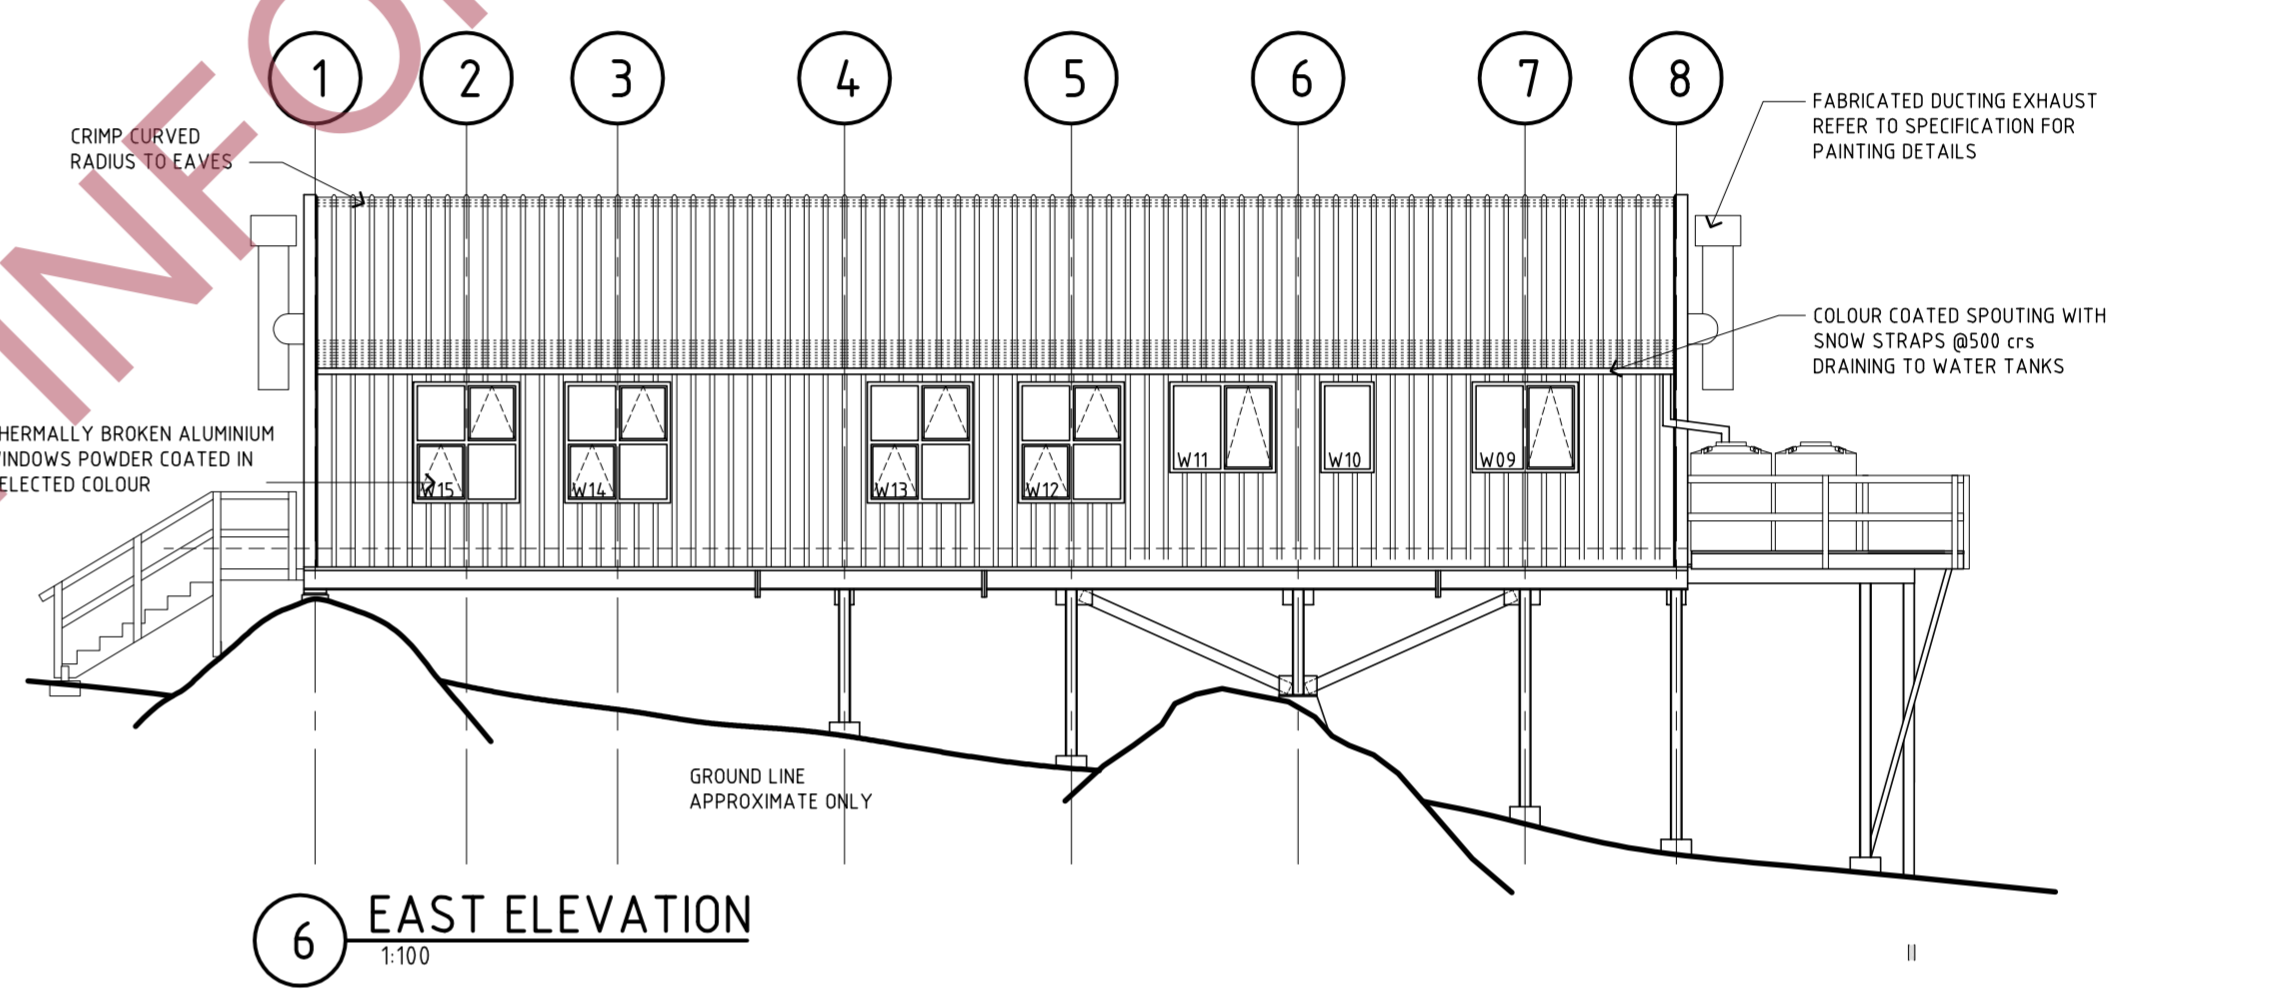 1 2 3 4 5 6 7 8
FABRICATED DUCTING EXHAUST
REFER TO SPECIFICATION FOR
PAINTING DETAILS
CRIMP CURVED
RADIUS TO EAVES
COLOUR COATED SPOUTING WITH
SNOW STRAPS @500 crs
DRAINING TO WATER TANKS
HERMALLY BROKEN ALUMINIUM
INDOWS POWDER COATED IN
ELECTED COLOUR
W15 W14 W13 W12 W11 W10 W09
GROUND LINE
APPROXIMATE ONLY
6 EAST ELEVATION
1:100